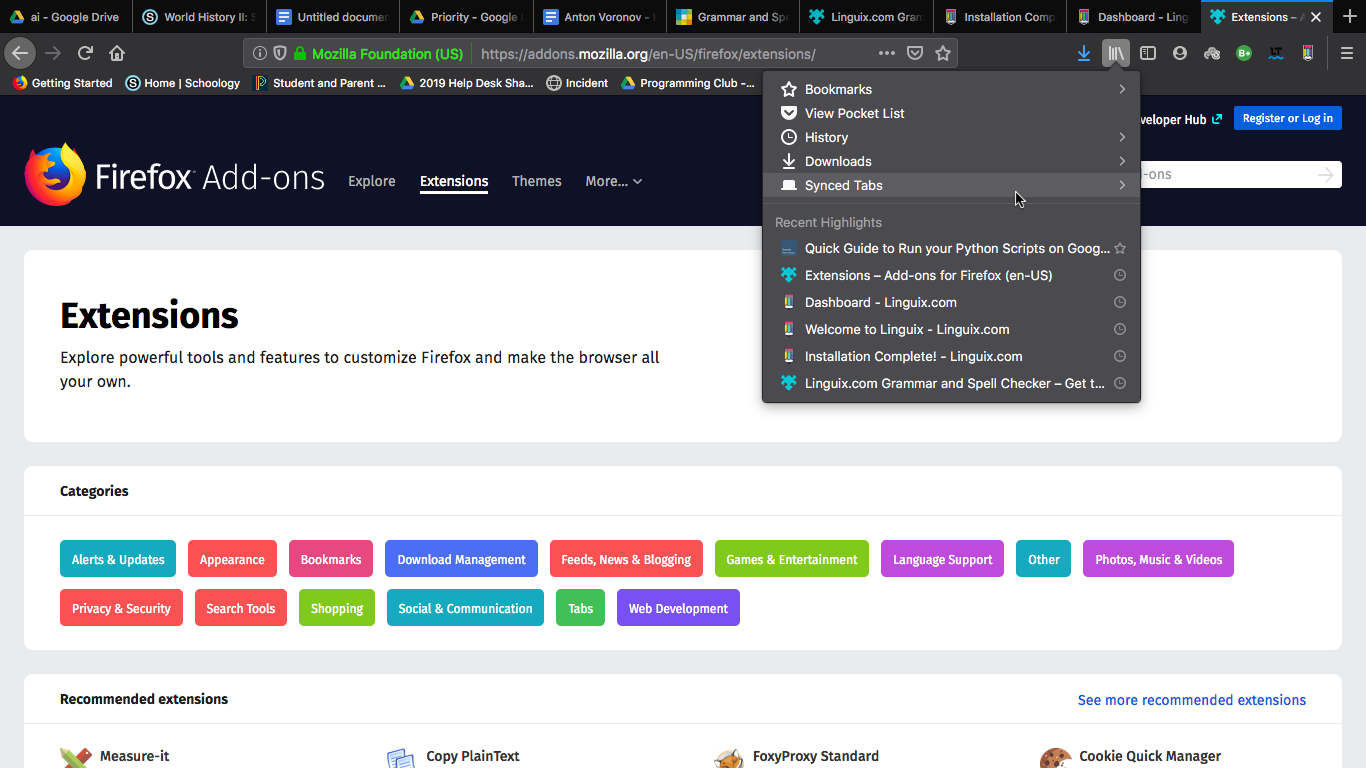 ai - Google Drive
World History II: S
Untitled documen
Priority - Google
Anton Voronov -
Grammar and Spe
Linguix.com Gram
Installation Comp
Dashboard - Ling
Extensions – A
Mozilla Foundation (US)
https://addons.mozilla.org/en-US/firefox/extensions/
Getting Started
Home | Schoology
Student and Parent ...
2019 Help Desk Sha...
Incident
Programming Club -...
Bookmarks
View Pocket List
History
Downloads
Synced Tabs
Recent Highlights
Quick Guide to Run your Python Scripts on Goog...
Extensions – Add-ons for Firefox (en-US)
Dashboard - Linguix.com
Welcome to Linguix - Linguix.com
Installation Complete! - Linguix.com
Linguix.com Grammar and Spell Checker – Get t...
veloper Hub
Register or Log in
-ons
Firefox Add-ons
Explore
Extensions
Themes
More...
Extensions
Explore powerful tools and features to customize Firefox and make the browser all
your own.
Categories
Alerts & Updates
Appearance
Bookmarks
Download Management
Feeds, News & Blogging
Games & Entertainment
Language Support
Other
Photos, Music & Videos
Privacy & Security
Search Tools
Shopping
Social & Communication
Tabs
Web Development
Recommended extensions
See more recommended extensions
Measure-it
Copy PlainText
FoxyProxy Standard
Cookie Quick Manager